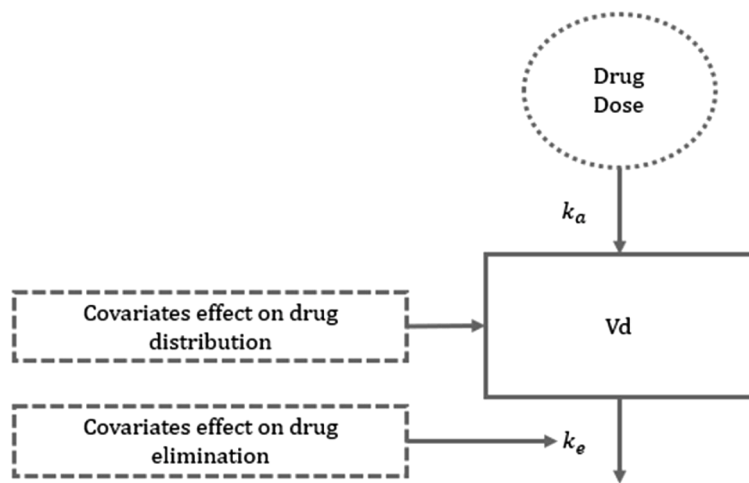 Drug
Dose
kₐ
Covariates effect on drug
distribution
Vd
Covariates effect on drug
elimination
kₑ